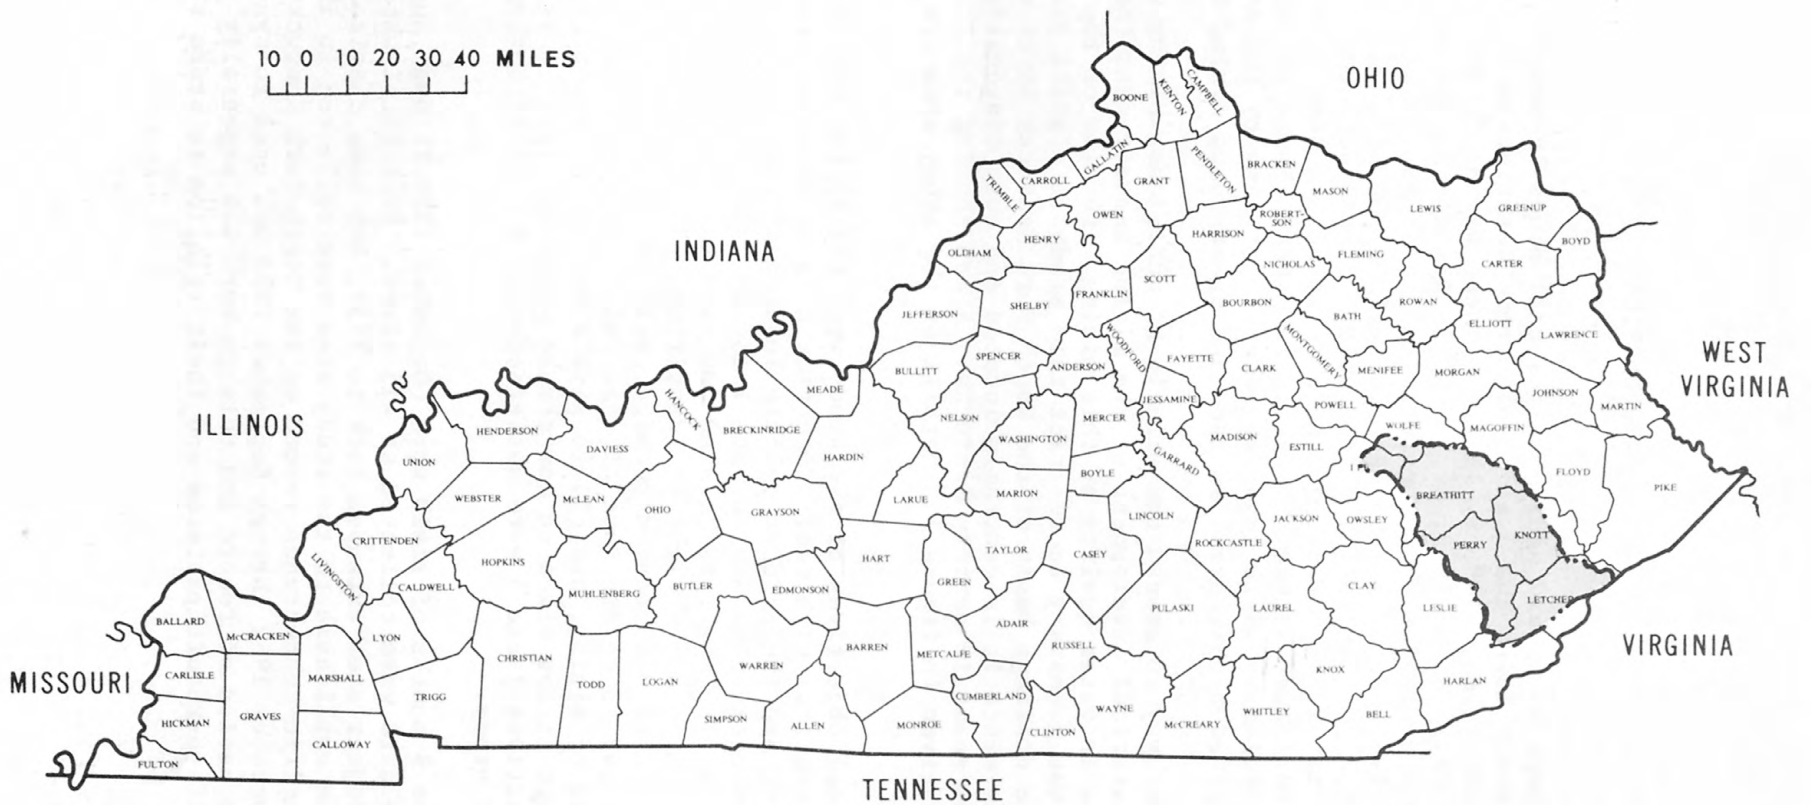 10 0 10 20 30 40 MILES
OHIO
INDIANA
ILLINOIS
WEST
VIRGINIA
VIRGINIA
MISSOURI
TENNESSEE
BOONE
KENTON
CAMPBELL
GALLATIN
CARROLL
TRIMBLE
GRANT
PENDLETON
BRACKEN
MASON
ROBERT-
SON
LEWIS
GREENUP
BOYD
OWEN
HENRY
OLDHAM
HARRISON
NICHOLAS
FLEMING
CARTER
SCOTT
FRANKLIN
SHELBY
JEFFERSON
BOURBON
BATH
ROWAN
ELLIOTT
LAWRENCE
WOODFORD
FAYETTE
MONTGOMERY
SPENCER
ANDERSON
BULLITT
CLARK
MENIFEE
MORGAN
JOHNSON
MARTIN
MEADE
HANCOCK
BRECKINRIDGE
NELSON
MERCER
JESSAMINE
POWELL
WOLFE
MAGOFFIN
HENDERSON
DAVIESS
WASHINGTON
GARRARD
MADISON
ESTILL
UNION
HARDIN
BOYLE
FLOYD
PIKE
WEBSTER
McLEAN
OHIO
GRAYSON
LARUE
MARION
LINCOLN
JACKSON
OWSLEY
BREATHITT
CRITTENDEN
LIVINGSTON
HOPKINS
HART
TAYLOR
CASEY
ROCKCASTLE
PERRY
KNOTT
CALDWELL
MUHLENBERG
BUTLER
EDMONSON
GREEN
PULASKI
LAUREL
CLAY
LESLIE
LETCHER
BALLARD
McCRACKEN
LYON
ADAIR
RUSSELL
CHRISTIAN
BARREN
METCALFE
WARREN
KNOX
HARLAN
CARLISLE
MARSHALL
TRIGG
TODD
LOGAN
CUMBERLAND
HICKMAN
GRAVES
SIMPSON
ALLEN
MONROE
WAYNE
McCREARY
WHITLEY
BELL
CALLOWAY
CLINTON
FULTON